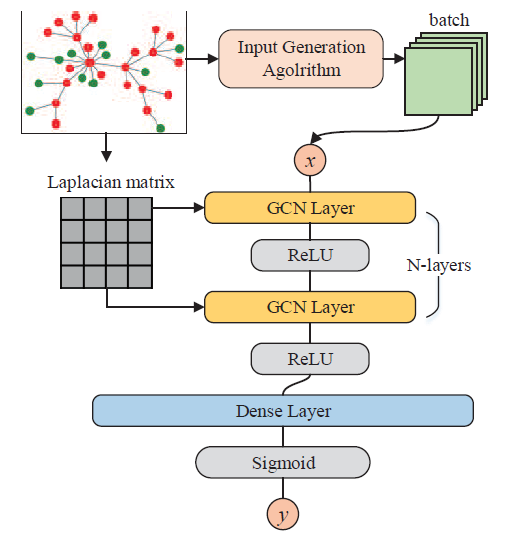 batch
Input Generation
Agolrithm
x
Laplacian matrix
GCN Layer
ReLU
N-layers
GCN Layer
ReLU
Dense Layer
Sigmoid
y